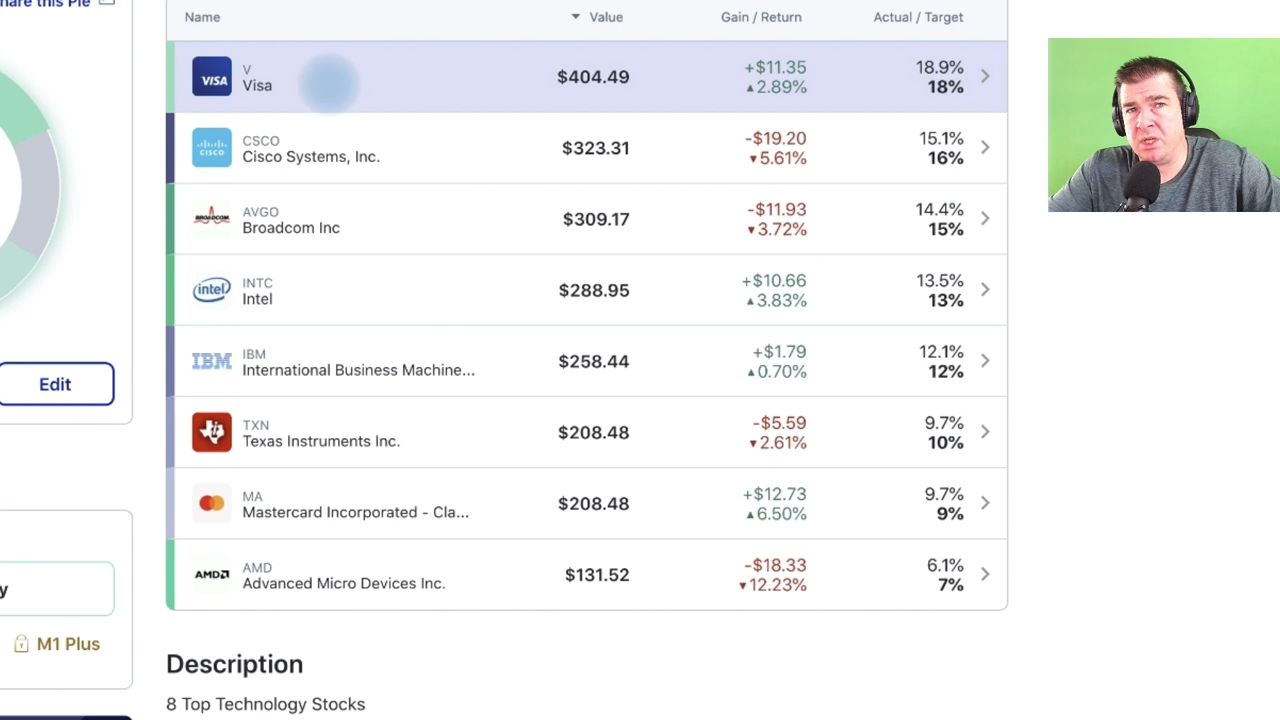 hare this Pie
Name Value Gain / Return Actual / Target
VISA V $404.49 +$11.35 18.9%
Visa ▲2.89% 18%
CISCO CSCO $323.31 -$19.20 15.1%
Cisco Systems, Inc. ▼5.61% 16%
BROADCOM AVGO $309.17 -$11.93 14.4%
Broadcom Inc ▼3.72% 15%
intel INTC $288.95 +$10.66 13.5%
Intel ▲3.83% 13%
IBM IBM $258.44 +$1.79 12.1%
International Business Machine... ▲0.70% 12%
TXN $208.48 -$5.59 9.7%
Texas Instruments Inc. ▼2.61% 10%
MA $208.48 +$12.73 9.7%
Mastercard Incorporated - Cla... ▲6.50% 9%
AMD AMD $131.52 -$18.33 6.1%
Advanced Micro Devices Inc. ▼12.23% 7%
Edit
y
M1 Plus
Description
8 Top Technology Stocks